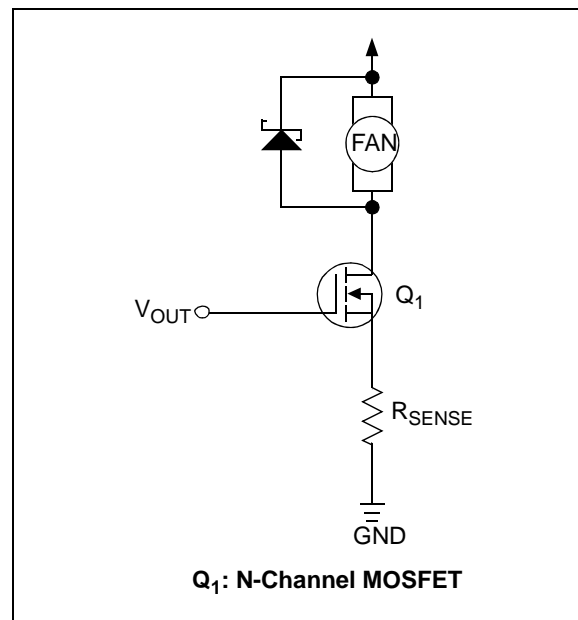 FAN
Q1
VOUT
RSENSE
GND
Q1: N-Channel MOSFET